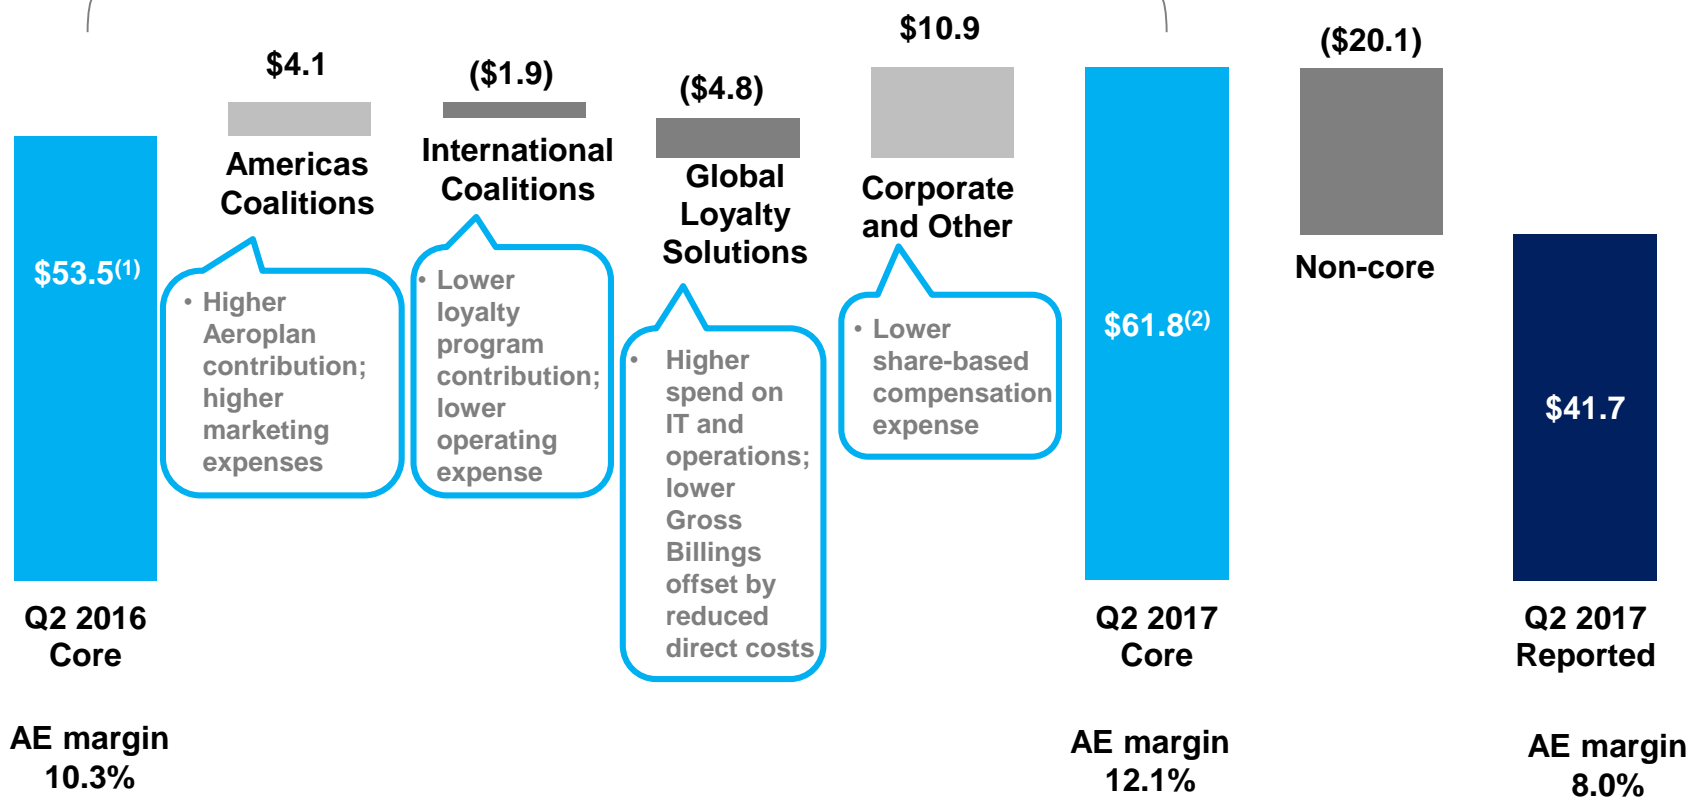 $4.1
($1.9)
($4.8)
$10.9
($20.1)
Americas
Coalitions
International
Coalitions
Global
Loyalty
Solutions
Corporate
and Other
Non-core
$53.5(1)
• Higher
Aeroplan
contribution;
higher
marketing
expenses
• Lower
loyalty
program
contribution;
lower
operating
expense
• Higher
spend on
IT and
operations;
lower
Gross
Billings
offset by
reduced
direct costs
• Lower
share-based
compensation
expense
$61.8(2)
$41.7
Q2 2016
Core
Q2 2017
Core
Q2 2017
Reported
AE margin
10.3%
AE margin
12.1%
AE margin
8.0%